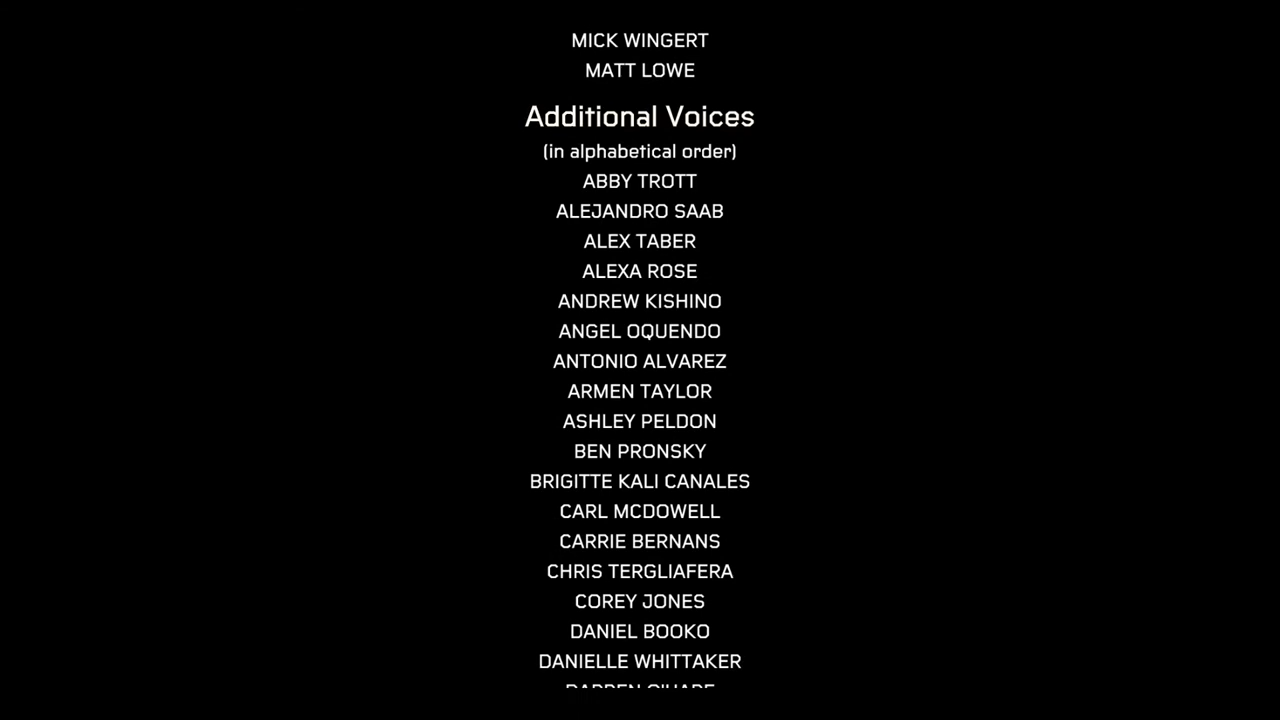 MICK WINGERT
MATT LOWE
Additional Voices
(in alphabetical order)
ABBY TROTT
ALEJANDRO SAAB
ALEX TABER
ALEXA ROSE
ANDREW KISHINO
ANGEL OQUENDO
ANTONIO ALVAREZ
ARMEN TAYLOR
ASHLEY PELDON
BEN PRONSKY
BRIGITTE KALI CANALES
CARL MCDOWELL
CARRIE BERNANS
CHRIS TERGLIAFERA
COREY JONES
DANIEL BOOKO
DANIELLE WHITTAKER